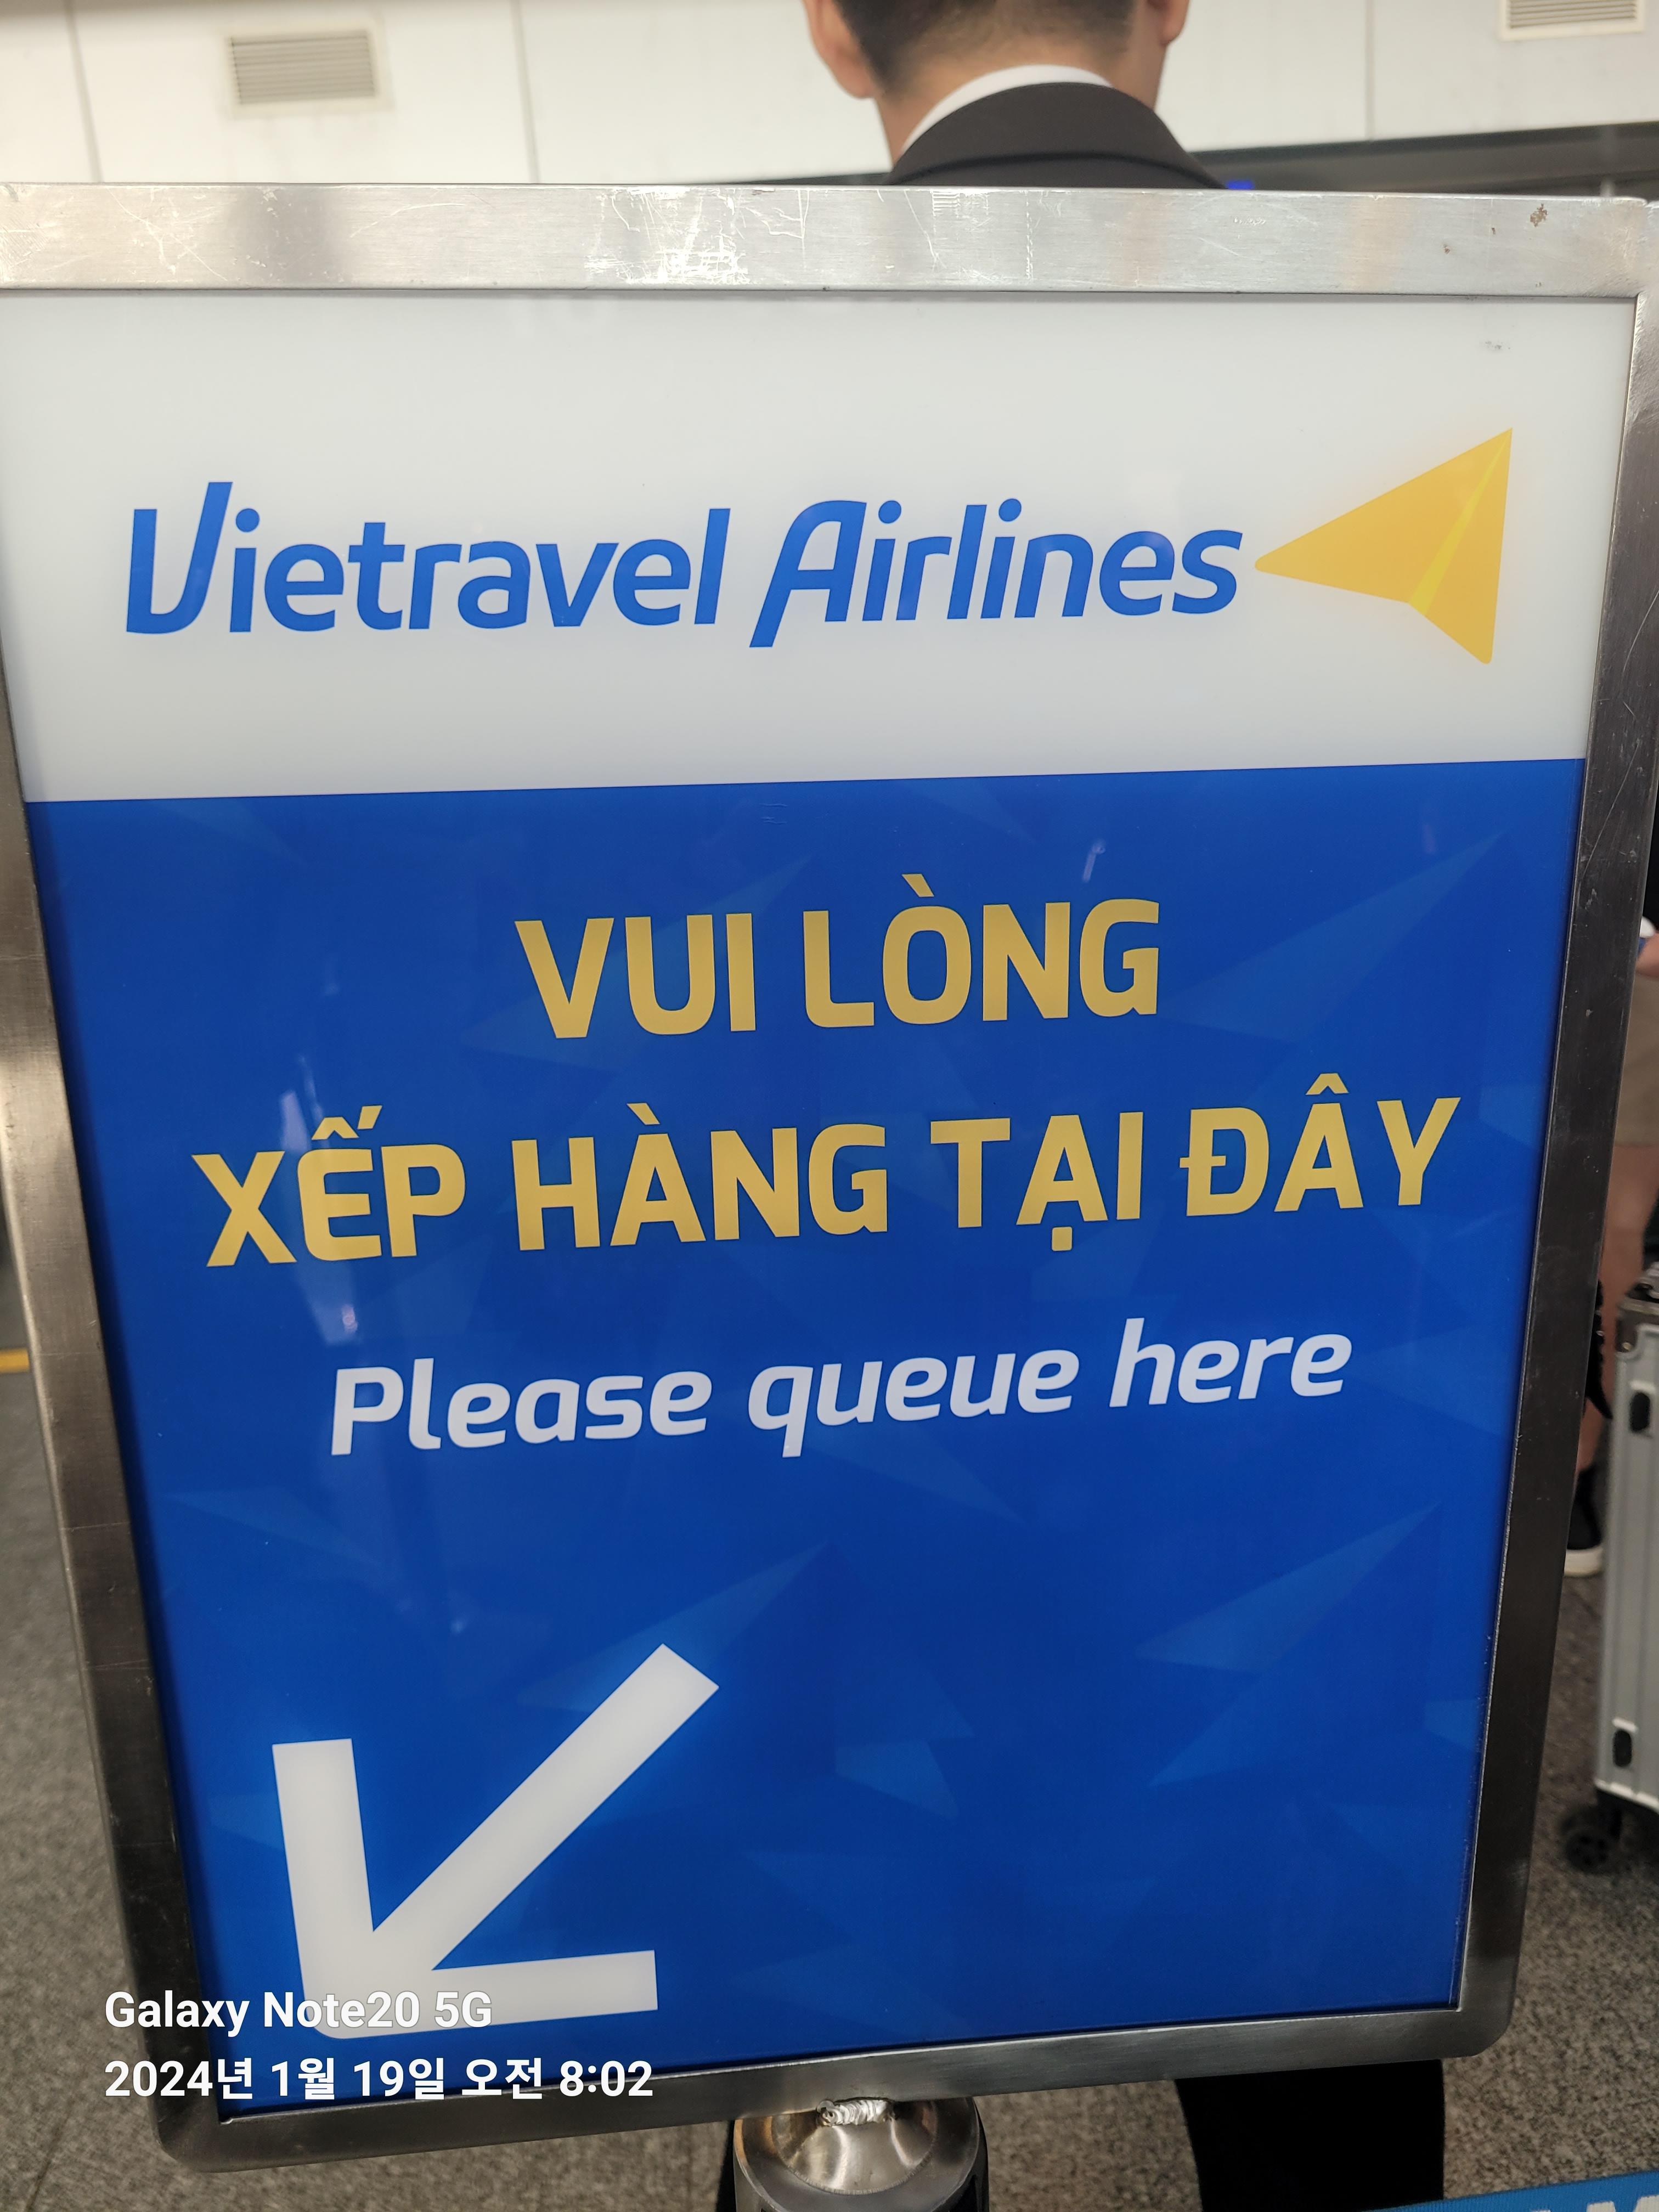 Vietravel Airlines
VUI LÒNG
XẾP HÀNG TẠI ĐÂY
Please queue here
Galaxy Note20 5G
2024년 1월 19일 오전 8:02